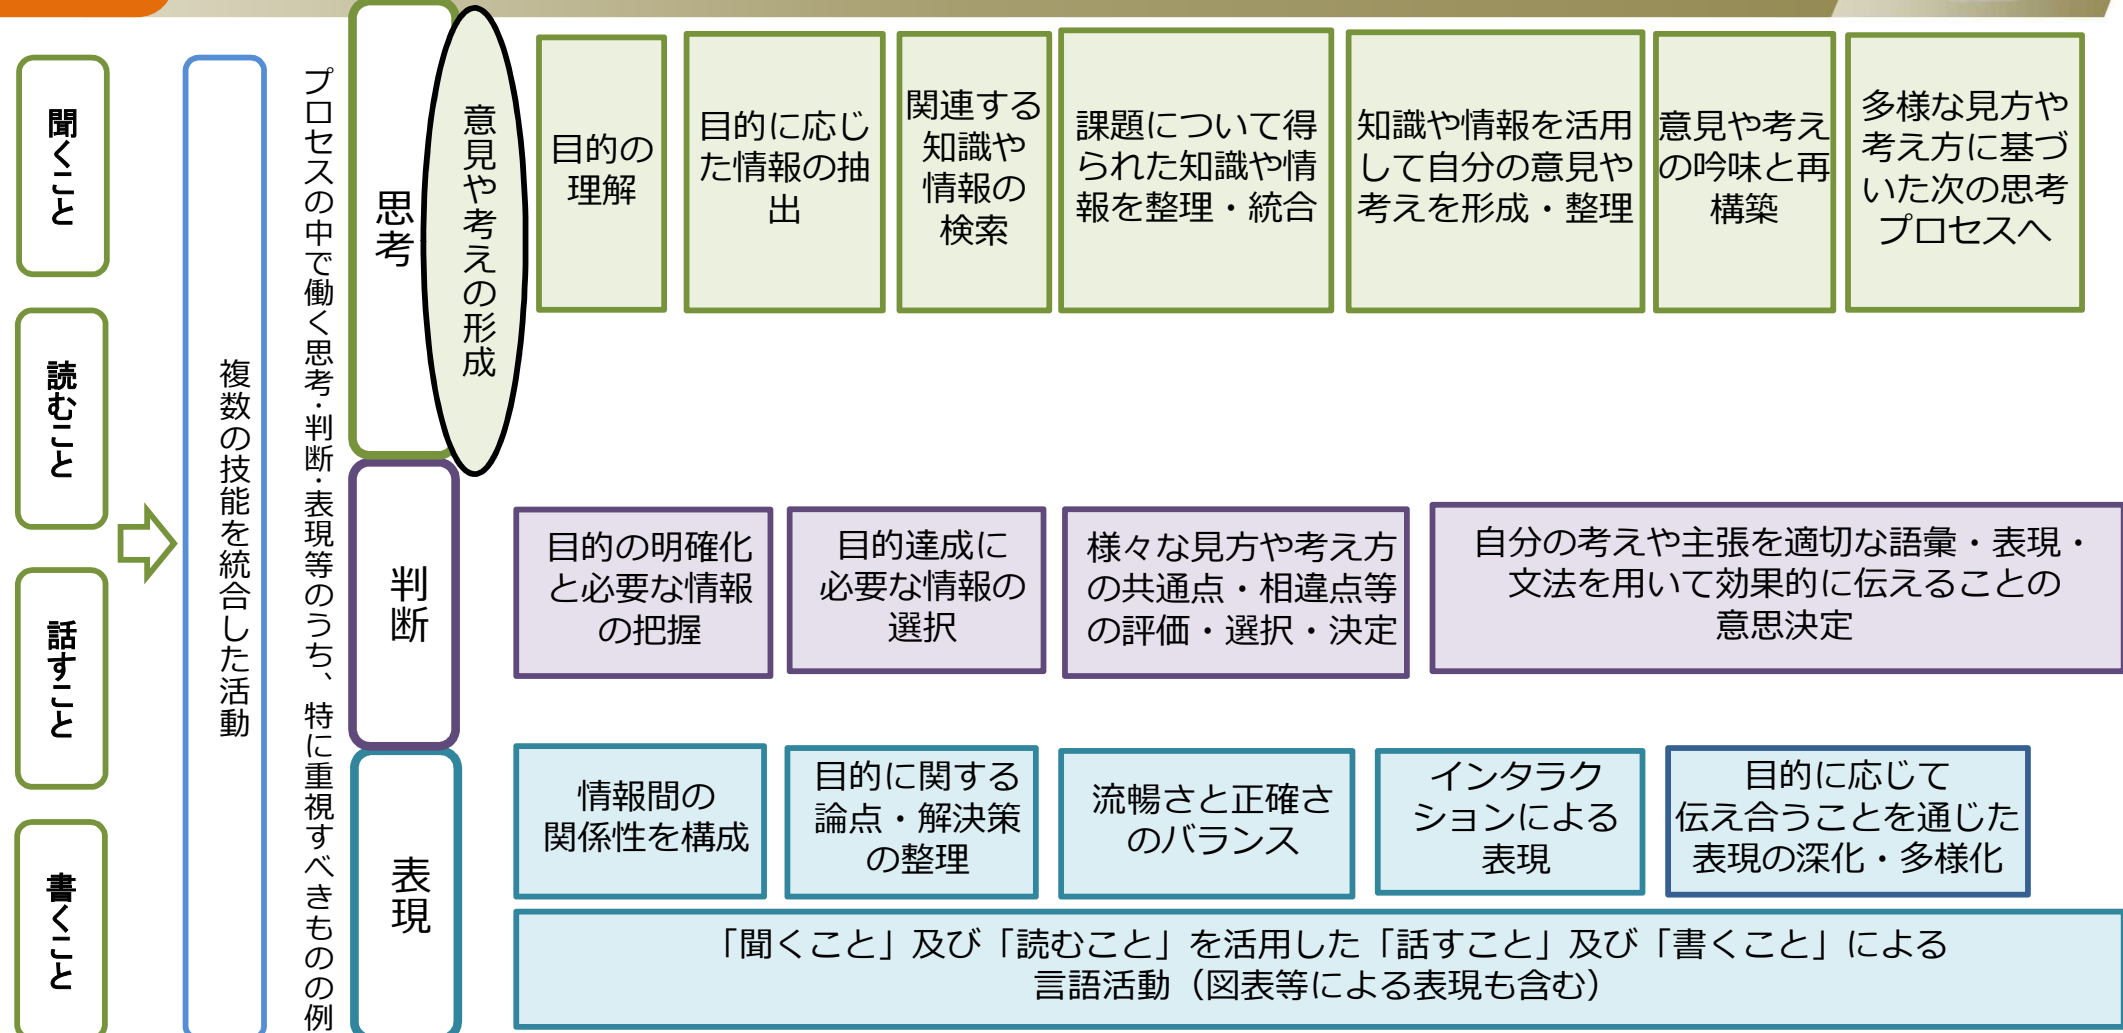 聞くこと
読むこと
話すこと
書くこと
複数の技能を統合した活動
プロセスの中で働く思考・判断・表現等のうち、特に重視すべきものの例
思考
意見や考えの形成
目的の
理解
目的に応じ
た情報の抽
出
関連する
知識や
情報の
検索
課題について得
られた知識や情
報を整理・統合
知識や情報を活用
して自分の意見や
考えを形成・整理
意見や考え
の吟味と再
構築
多様な見方や
考え方に基づ
いた次の思考
プロセスへ
判断
目的の明確化
と必要な情報
の把握
目的達成に
必要な情報の
選択
様々な見方や考え方
の共通点・相違点等
の評価・選択・決定
自分の考えや主張を適切な語彙・表現・
文法を用いて効果的に伝えることの
意思決定
表現
情報間の
関係性を構成
目的に関する
論点・解決策
の整理
流暢さと正確さ
のバランス
インタラク
ションによる
表現
目的に応じて
伝え合うことを通じた
表現の深化・多様化
「聞くこと」及び「読むこと」を活用した「話すこと」及び「書くこと」による
言語活動（図表等による表現も含む）